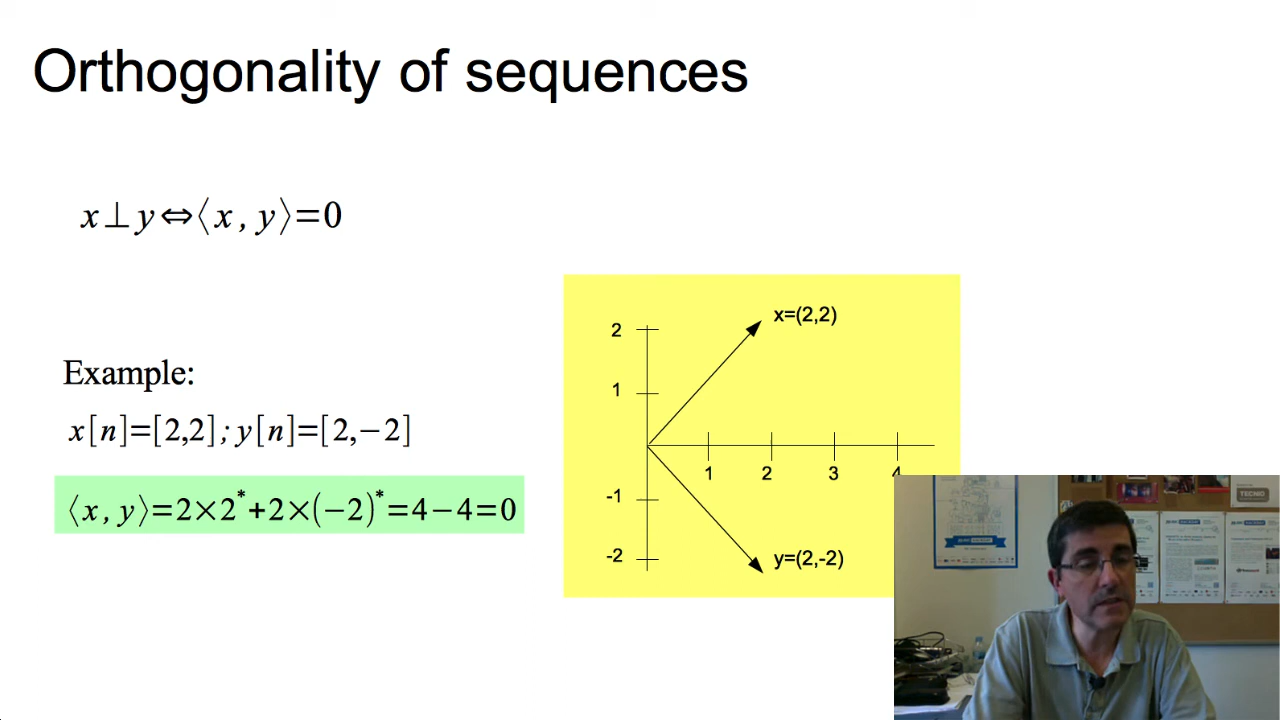 Orthogonality of sequences
x⊥y⇔⟨x, y⟩=0
Example:
x[n]=[2,2]; y[n]=[2,−2]
⟨x, y⟩=2×2*+2×(−2)*=4−4=0
x=(2,2)
2
1
1 2 3 4
-1
-2
y=(2,-2)
TECNIO